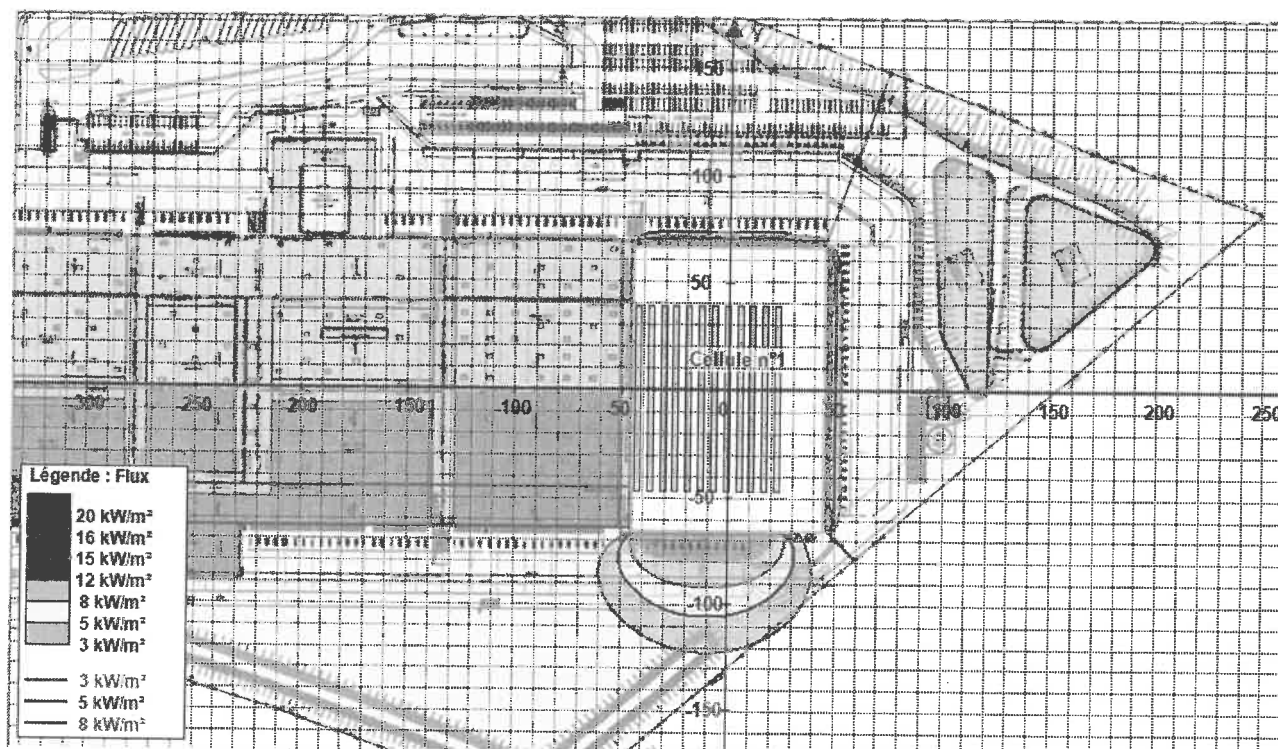 150
100
50
Cellule n°1
-300
-250
200
150
100
50
0
100
150
200
250
-50
-100
-150
Légende : Flux
20 kW/m²
16 kW/m²
15 kW/m²
12 kW/m²
8 kW/m²
5 kW/m²
3 kW/m²
3 kW/m²
5 kW/m²
8 kW/m²